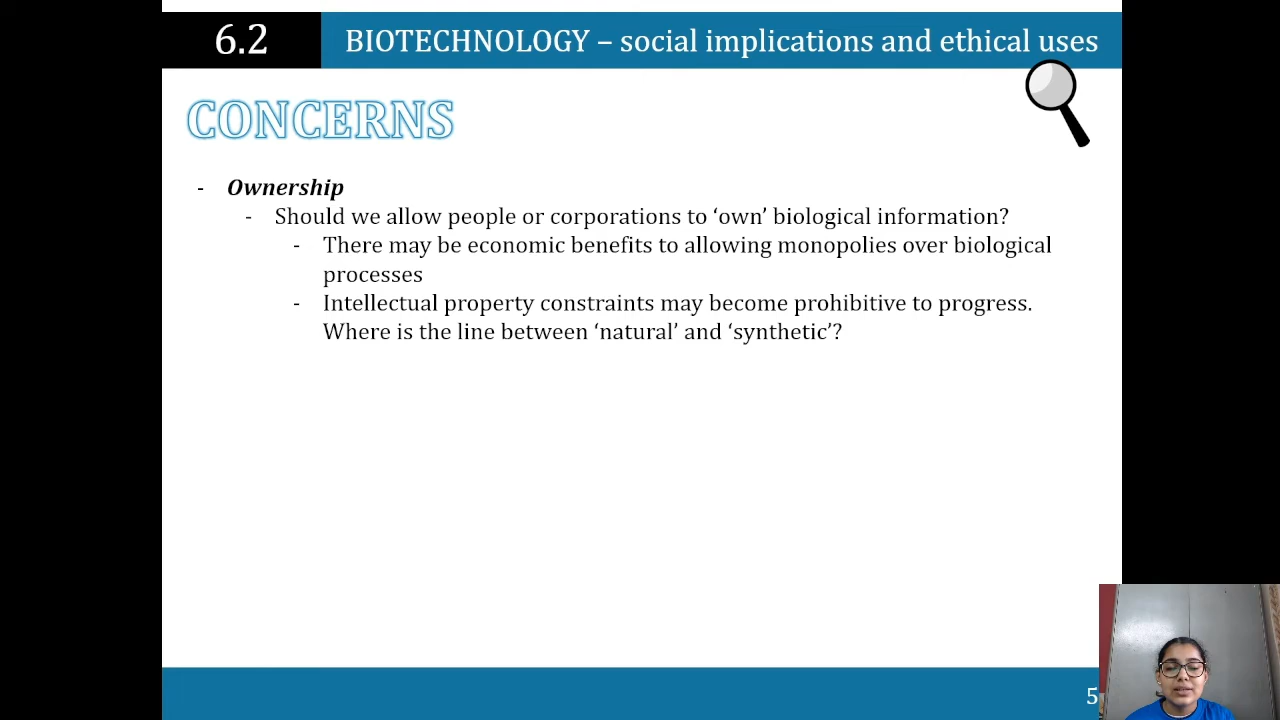 6.2
BIOTECHNOLOGY – social implications and ethical uses
CONCERNS
- Ownership
- Should we allow people or corporations to ‘own’ biological information?
- There may be economic benefits to allowing monopolies over biological
processes
- Intellectual property constraints may become prohibitive to progress.
Where is the line between ‘natural’ and ‘synthetic’?
5